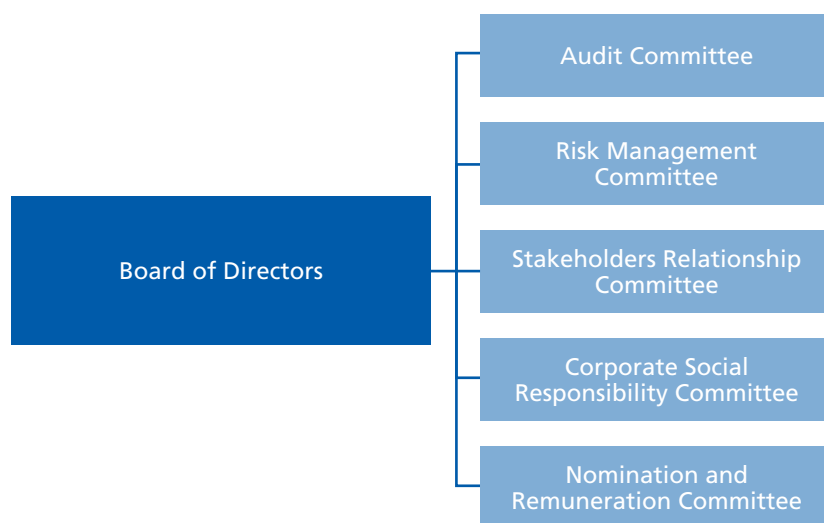 Audit Committee
Risk Management
Committee
Board of Directors
Stakeholders Relationship
Committee
Corporate Social
Responsibility Committee
Nomination and
Remuneration Committee